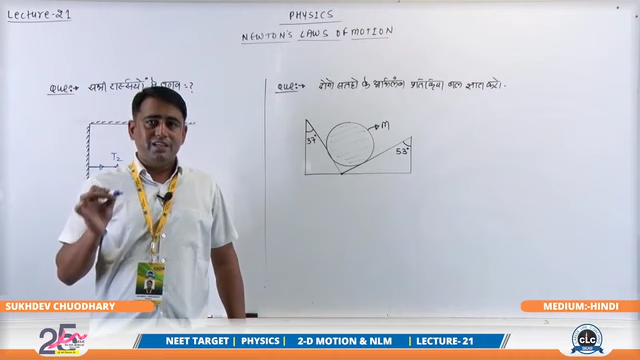 Lecture-21
PHYSICS
NEWTON'S LAWS OF MOTION
Que:→ सभी रस्सियों में तनाव = ?
Que:→ दोनो सतहो के अभिलंब प्रतिक्रिया बल ज्ञात करो।
T2
37°
m
53°
SUKHDEV CHUODHARY
MEDIUM:-HINDI
25
NEET TARGET | PHYSICS | 2-D MOTION & NLM | LECTURE- 21
CLC